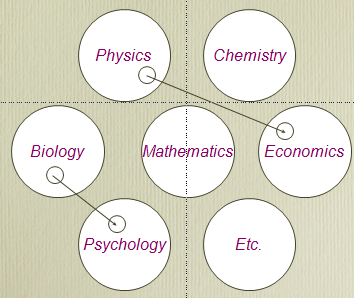 Physics
Chemistry
Biology
Mathematics
Economics
Psychology
Etc.